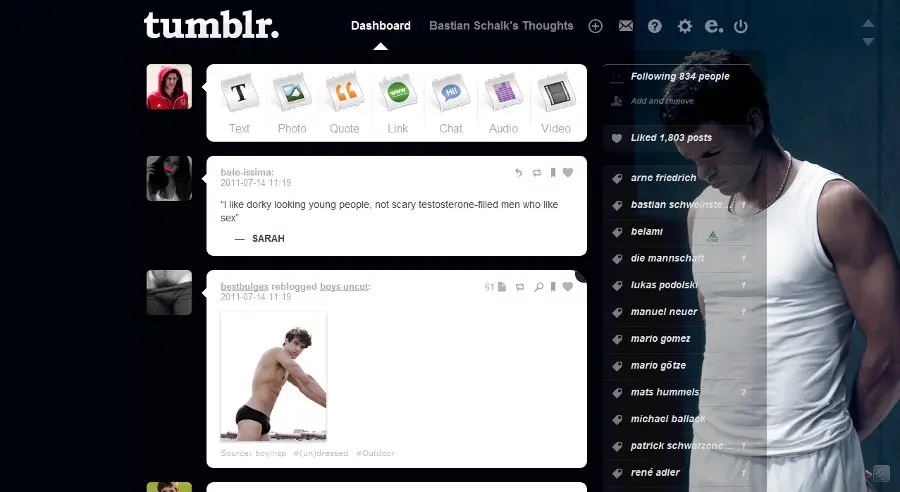 tumblr.
Dashboard
Bastian Schalk's Thoughts
T
www
Hi!
Text
Photo
Quote
Link
Chat
Audio
Video
bale-issima:
2011-07-14 11:19
“I like dorky looking young people, not scary testosterone-filled men who like
sex”
— SARAH
bestbulges reblogged boys-uncut:
2011-07-14 11:19
61
Source: boyinsp #(un)dressed #Outdoor
Following 834 people
Add and remove
Liked 1,803 posts
arne friedrich
bastian schweinste... 1
belami
die mannschaft 1
lukas podolski 1
manuel neuer 1
mario gomez
mario götze
mats hummels 2
michael ballack
patrick schwarzene... 1
rené adler 1